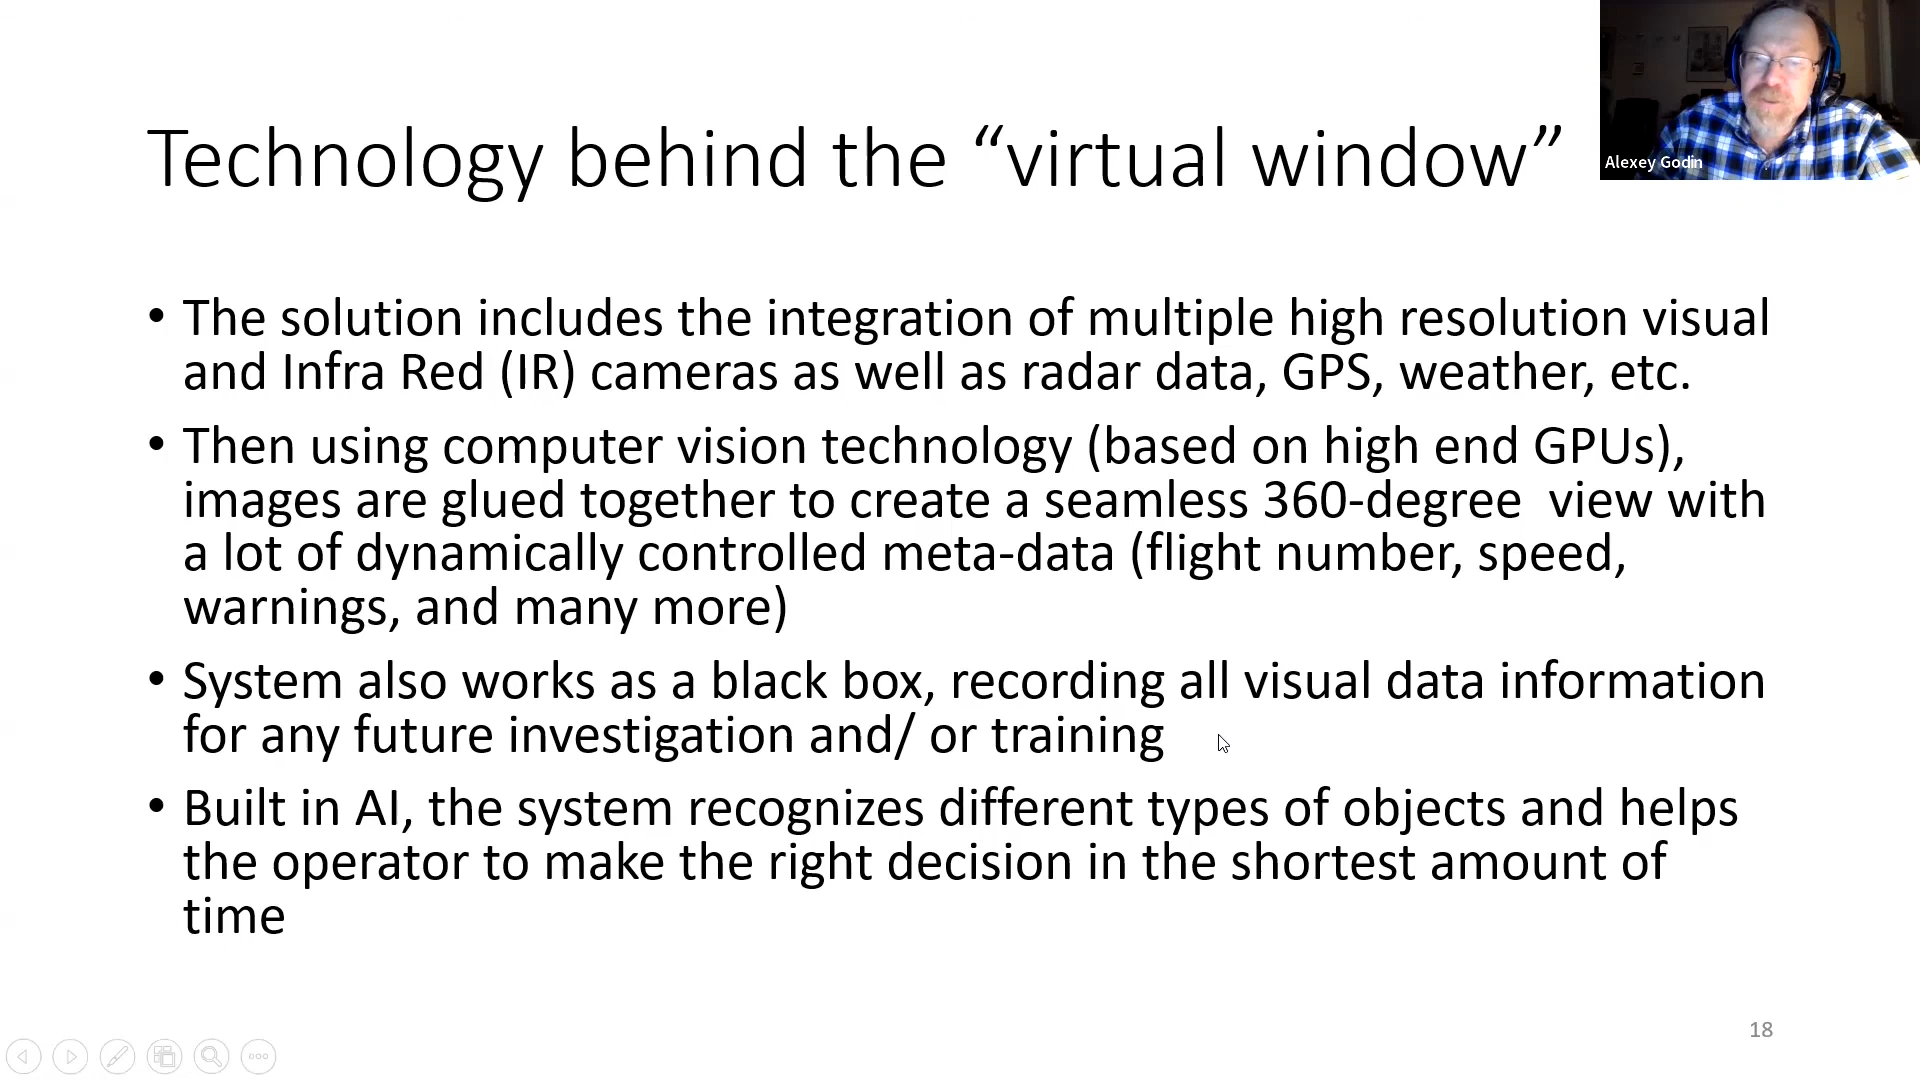 Technology behind the “virtual window”
Alexey Godin
• The solution includes the integration of multiple high resolution visual
and Infra Red (IR) cameras as well as radar data, GPS, weather, etc.
• Then using computer vision technology (based on high end GPUs),
images are glued together to create a seamless 360-degree  view with
a lot of dynamically controlled meta-data (flight number, speed,
warnings, and many more)
• System also works as a black box, recording all visual data information
for any future investigation and/ or training
• Built in AI, the system recognizes different types of objects and helps
the operator to make the right decision in the shortest amount of
time
18